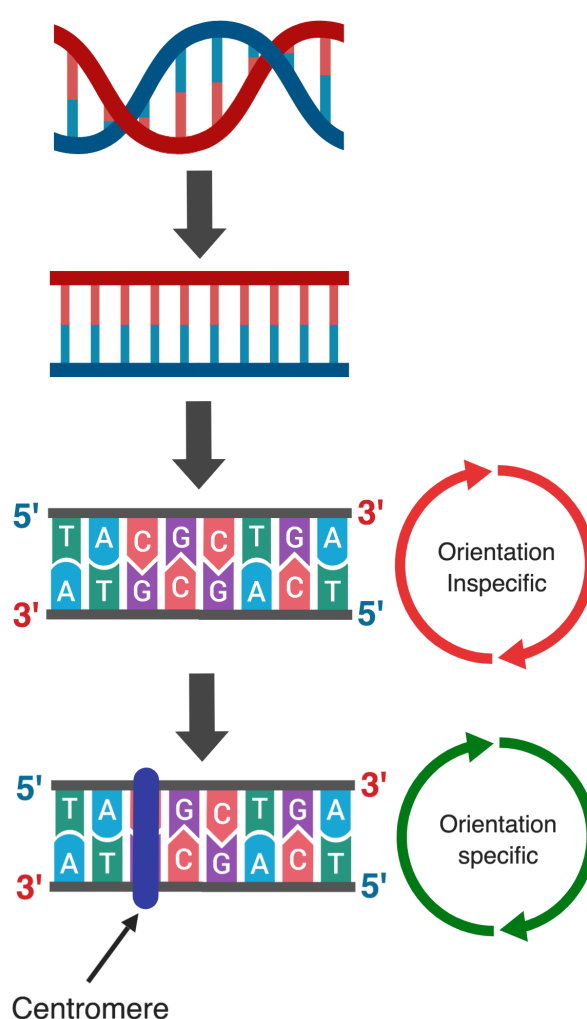 5' 3'
T A C G C T G A
A T G C G A C T
3' 5'
Orientation
Inspecific
5' 3'
T A G C T G A
A T C G A C T
3' 5'
Orientation
specific
Centromere